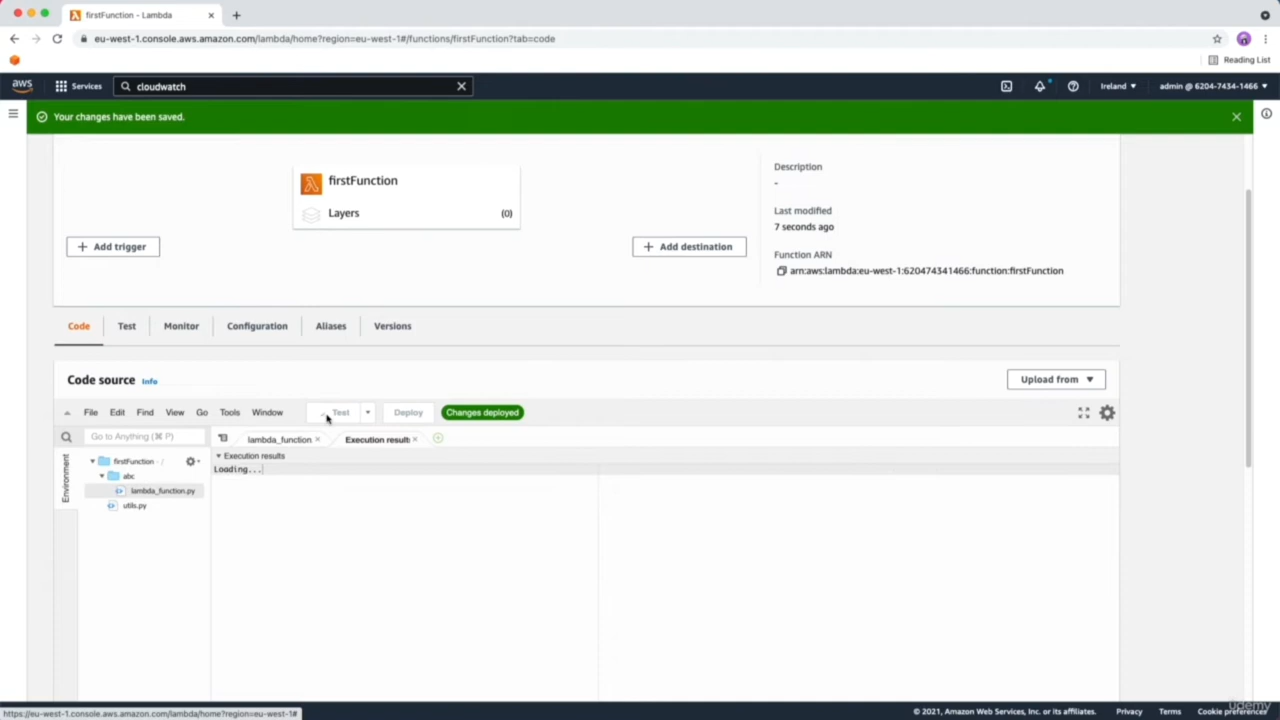 firstFunction - Lambda
eu-west-1.console.aws.amazon.com/lambda/home?region=eu-west-1#/functions/firstFunction?tab=code
Reading List
aws Services cloudwatch Ireland ▼ admin @ 6204-7434-1466 ▼
Your changes have been saved.
firstFunction
Layers (0)
+ Add trigger
+ Add destination
Description
-
Last modified
7 seconds ago
Function ARN
arn:aws:lambda:eu-west-1:620474341466:function:firstFunction
Code Test Monitor Configuration Aliases Versions
Code source Info Upload from ▼
File Edit Find View Go Tools Window Test Deploy Changes deployed
Go to Anything (⌘ P) lambda_function Execution result
Environment
firstFunction - /
abc
lambda_function.py
utils.py
Execution results
Loading...
https://eu-west-1.console.aws.amazon.com/lambda/home?region=eu-west-1#
© 2021, Amazon Web Services, Inc. or its affiliates. Privacy Terms Cookie preferences
udemy